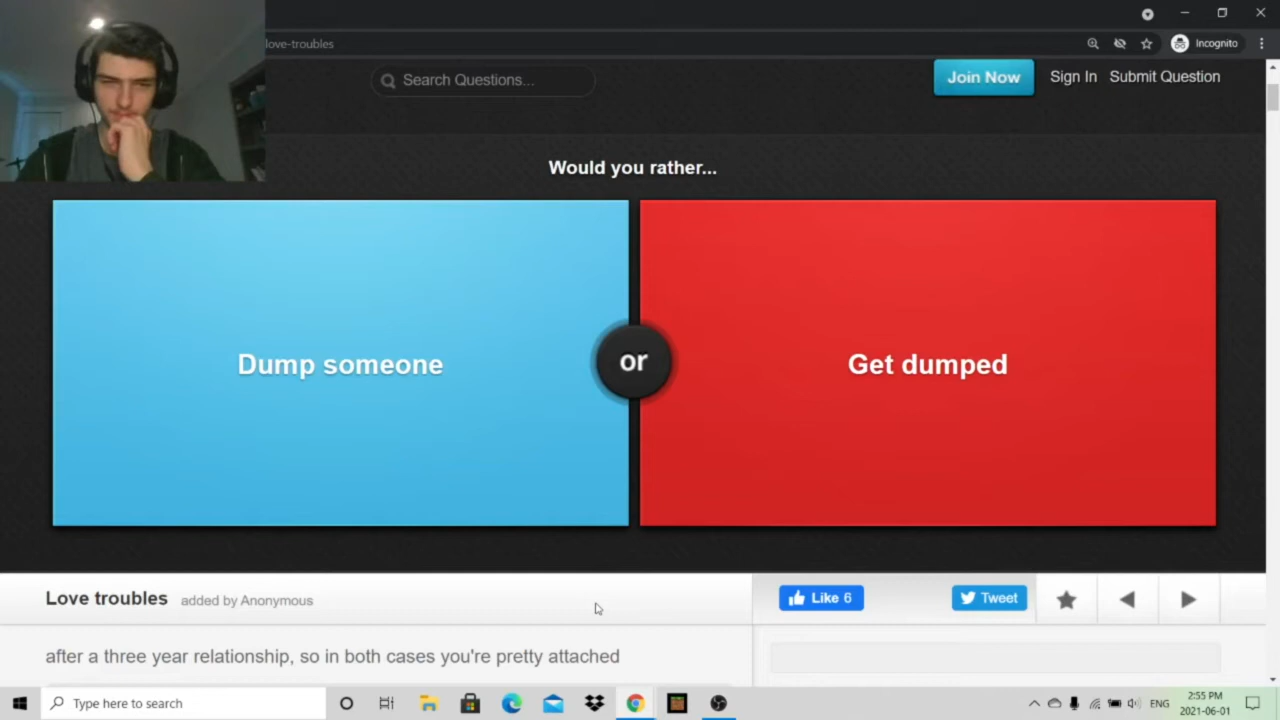 love-troubles
Incognito
Search Questions...
Join Now
Sign In
Submit Question
Would you rather...
Dump someone
or
Get dumped
Love troubles
added by Anonymous
Like 6
Tweet
after a three year relationship, so in both cases you're pretty attached
Type here to search
ENG
2:55 PM
2021-06-01